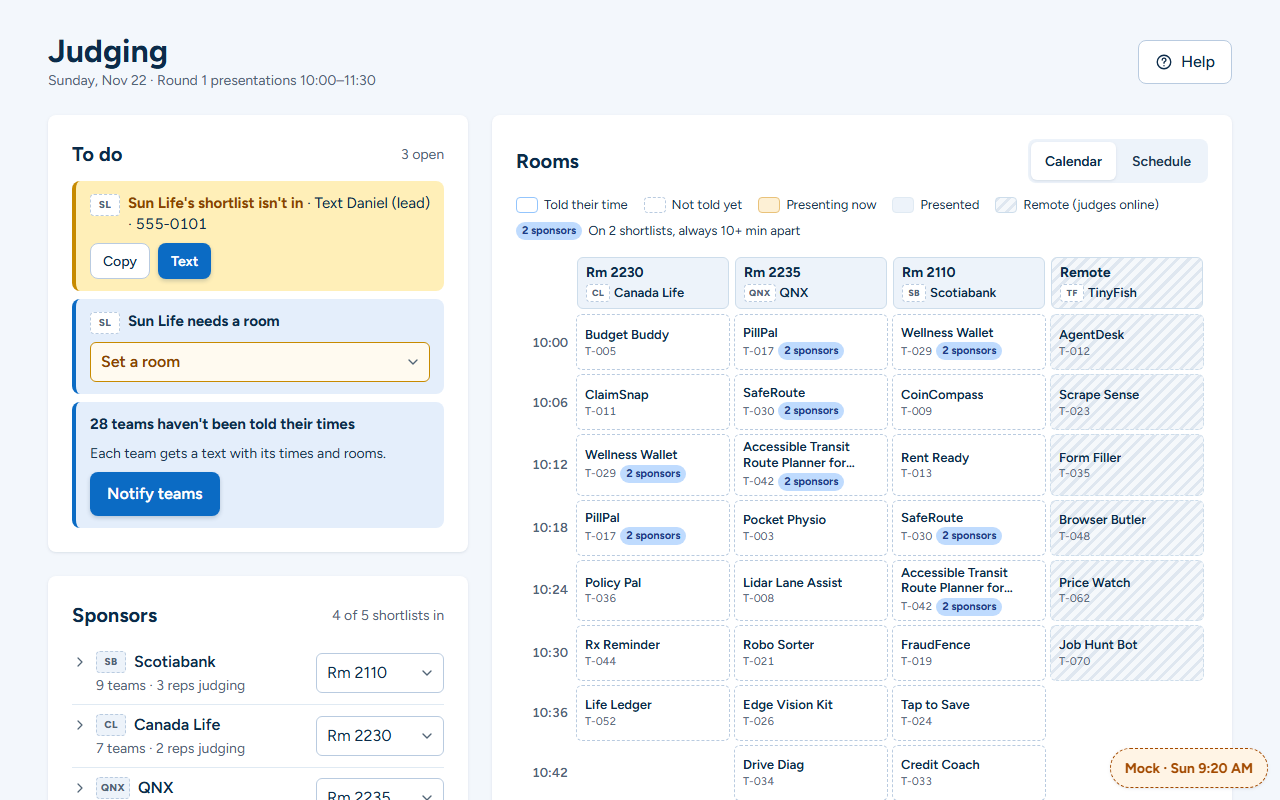 Judging
Sunday, Nov 22 · Round 1 presentations 10:00–11:30
Help
To do
3 open
SL Sun Life's shortlist isn't in · Text Daniel (lead)
· 555-0101
Copy Text
SL Sun Life needs a room
Set a room
28 teams haven't been told their times
Each team gets a text with its times and rooms.
Notify teams
Sponsors
4 of 5 shortlists in
SB Scotiabank
9 teams · 3 reps judging
Rm 2110
CL Canada Life
7 teams · 2 reps judging
Rm 2230
QNX QNX
Rm 2235
Rooms
Calendar Schedule
Told their time Not told yet Presenting now Presented Remote (judges online)
2 sponsors On 2 shortlists, always 10+ min apart
Rm 2230
CL Canada Life
Rm 2235
QNX QNX
Rm 2110
SB Scotiabank
Remote
TF TinyFish
10:00
Budget Buddy
T-005
PillPal
T-017 2 sponsors
Wellness Wallet
T-029 2 sponsors
AgentDesk
T-012
10:06
ClaimSnap
T-011
SafeRoute
T-030 2 sponsors
CoinCompass
T-009
Scrape Sense
T-023
10:12
Wellness Wallet
T-029 2 sponsors
Accessible Transit
Route Planner for...
T-042 2 sponsors
Rent Ready
T-013
Form Filler
T-035
10:18
PillPal
T-017 2 sponsors
Pocket Physio
T-003
SafeRoute
T-030 2 sponsors
Browser Butler
T-048
10:24
Policy Pal
T-036
Lidar Lane Assist
T-008
Accessible Transit
Route Planner for...
T-042 2 sponsors
Price Watch
T-062
10:30
Rx Reminder
T-044
Robo Sorter
T-021
FraudFence
T-019
Job Hunt Bot
T-070
10:36
Life Ledger
T-052
Edge Vision Kit
T-026
Tap to Save
T-024
10:42
Drive Diag
T-034
Credit Coach
T-033
Mock · Sun 9:20 AM